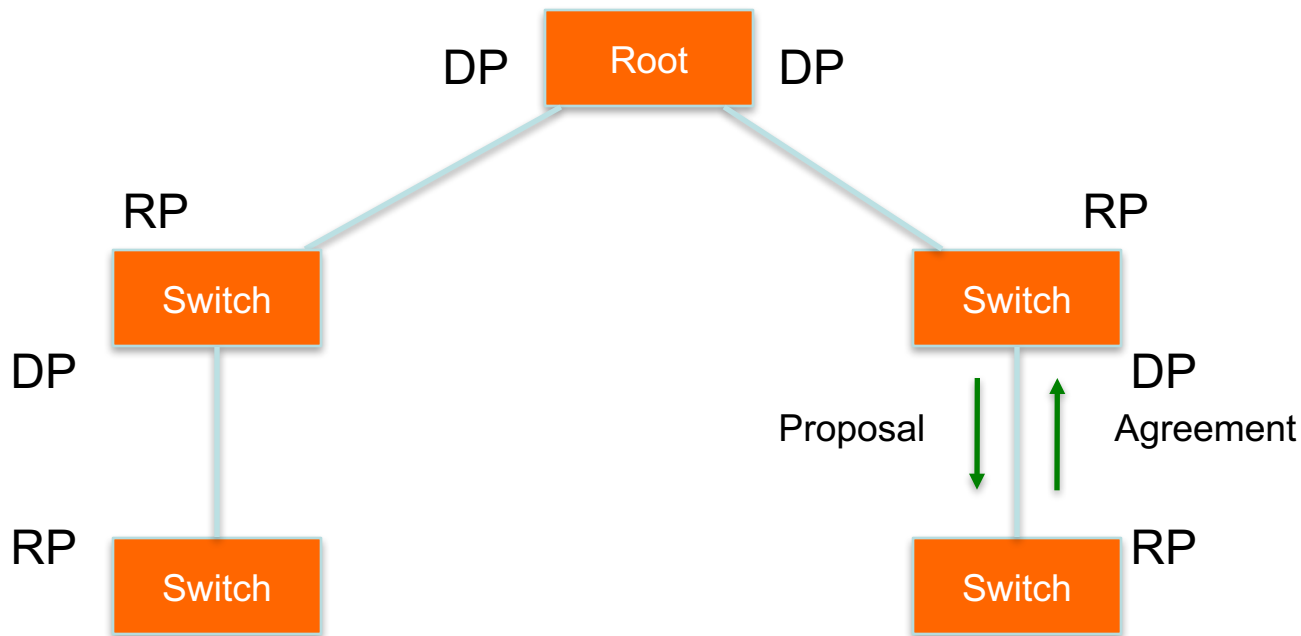 DP
Root
DP
RP
RP
Switch
Switch
DP
DP
Proposal
Agreement
RP
RP
Switch
Switch